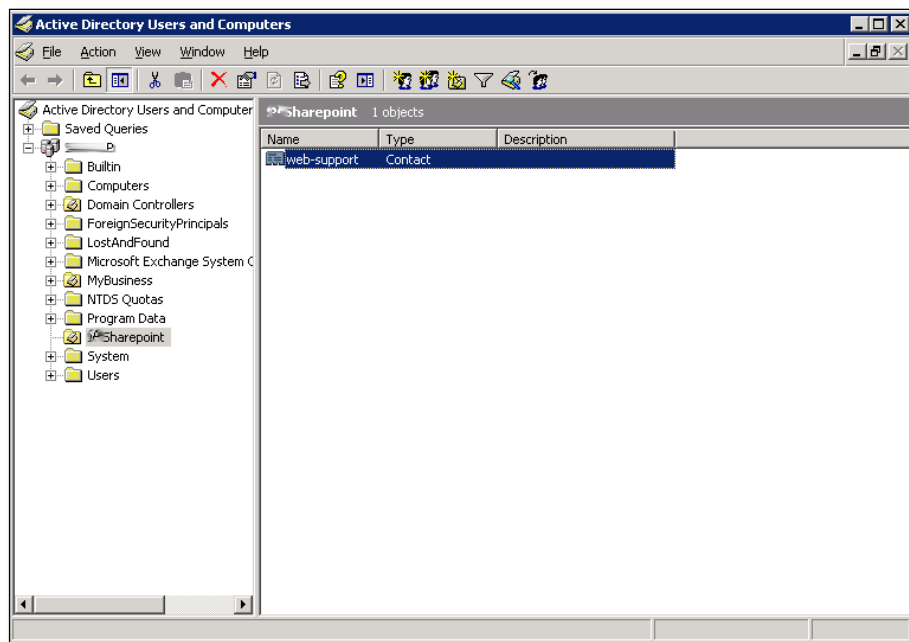 Active Directory Users and Computers
File Action View Window Help
Active Directory Users and Computer
Saved Queries
Builtin
Computers
Domain Controllers
ForeignSecurityPrincipals
LostAndFound
Microsoft Exchange System
MyBusiness
NTDS Quotas
Program Data
Sharepoint
System
Users
Sharepoint 1 objects
Name Type Description
web-support Contact